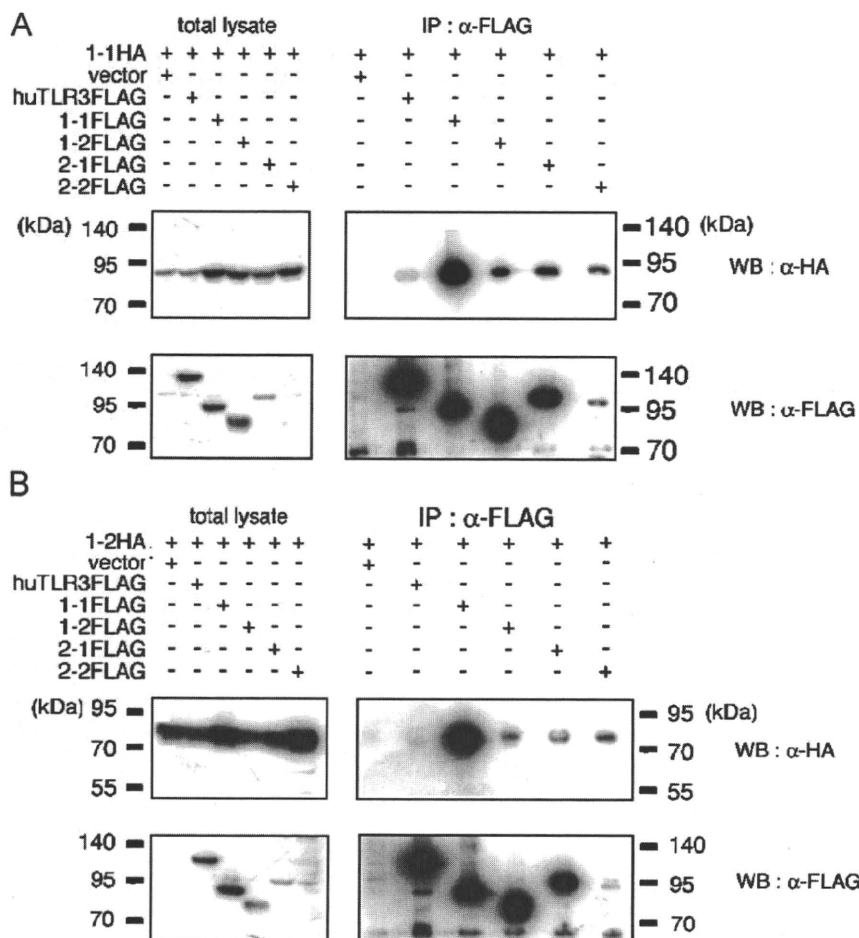 A
total lysate IP : α-FLAG
1-1HA + + + + + + + + + + + +
vector + - - - - - + - - - - -
huTLR3FLAG - + - - - - - + - - - -
1-1FLAG - - + - - - - - + - - -
1-2FLAG - - - + - - - - - + - -
2-1FLAG - - - - + - - - - - + -
2-2FLAG - - - - - + - - - - - +
(kDa) 140 140 (kDa)
95 95 WB : α-HA
70 70
140 140
95 95 WB : α-FLAG
70 70
B
total lysate IP : α-FLAG
1-2HA + + + + + + + + + + + +
vector + - - - - - + - - - - -
huTLR3FLAG - + - - - - - + - - - -
1-1FLAG - - + - - - - - + - - -
1-2FLAG - - - + - - - - - + - -
2-1FLAG - - - - + - - - - - + -
2-2FLAG - - - - - + - - - - - +
(kDa) 95 95 (kDa)
70 70 WB : α-HA
55 55
140 140
95 95 WB : α-FLAG
70 70